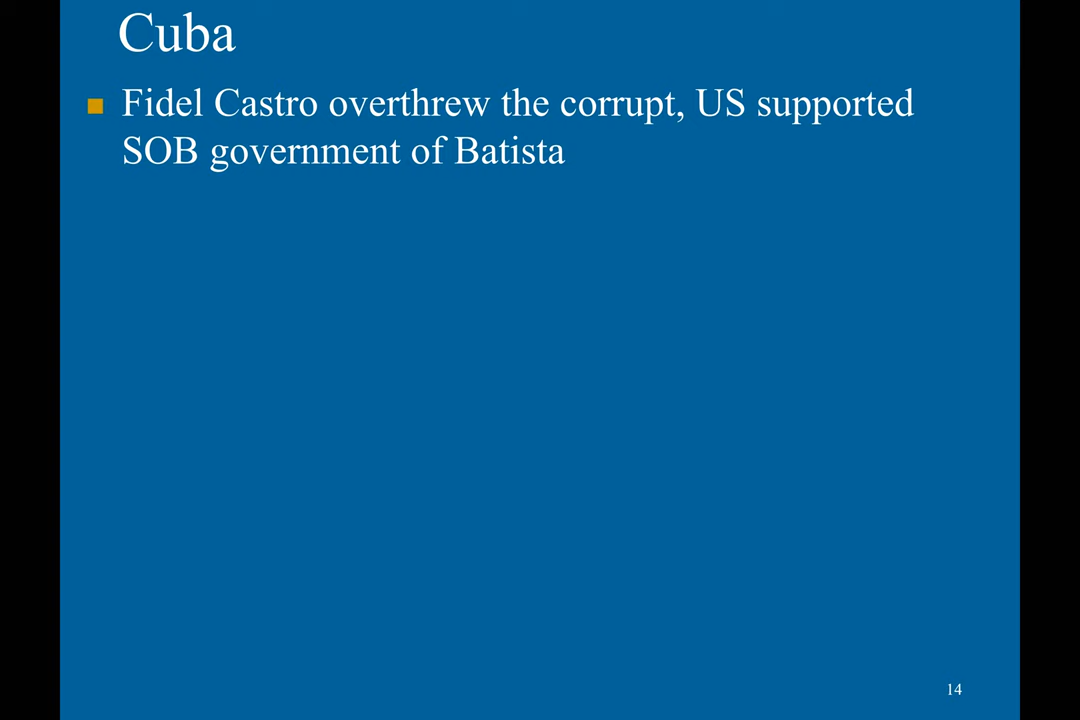 Cuba
Fidel Castro overthrew the corrupt, US supported
SOB government of Batista
14